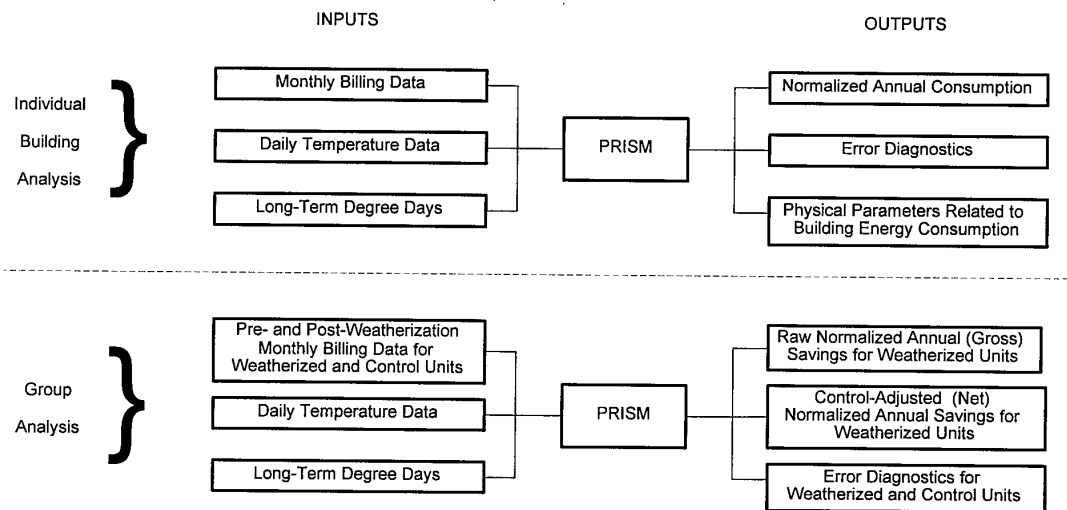 INPUTS
OUTPUTS
Individual
Building
Analysis
Monthly Billing Data
Daily Temperature Data
Long-Term Degree Days
PRISM
Normalized Annual Consumption
Error Diagnostics
Physical Parameters Related to
Building Energy Consumption
Group
Analysis
Pre- and Post-Weatherization
Monthly Billing Data for
Weatherized and Control Units
Daily Temperature Data
Long-Term Degree Days
PRISM
Raw Normalized Annual (Gross)
Savings for Weatherized Units
Control-Adjusted (Net)
Normalized Annual Savings for
Weatherized Units
Error Diagnostics for
Weatherized and Control Units